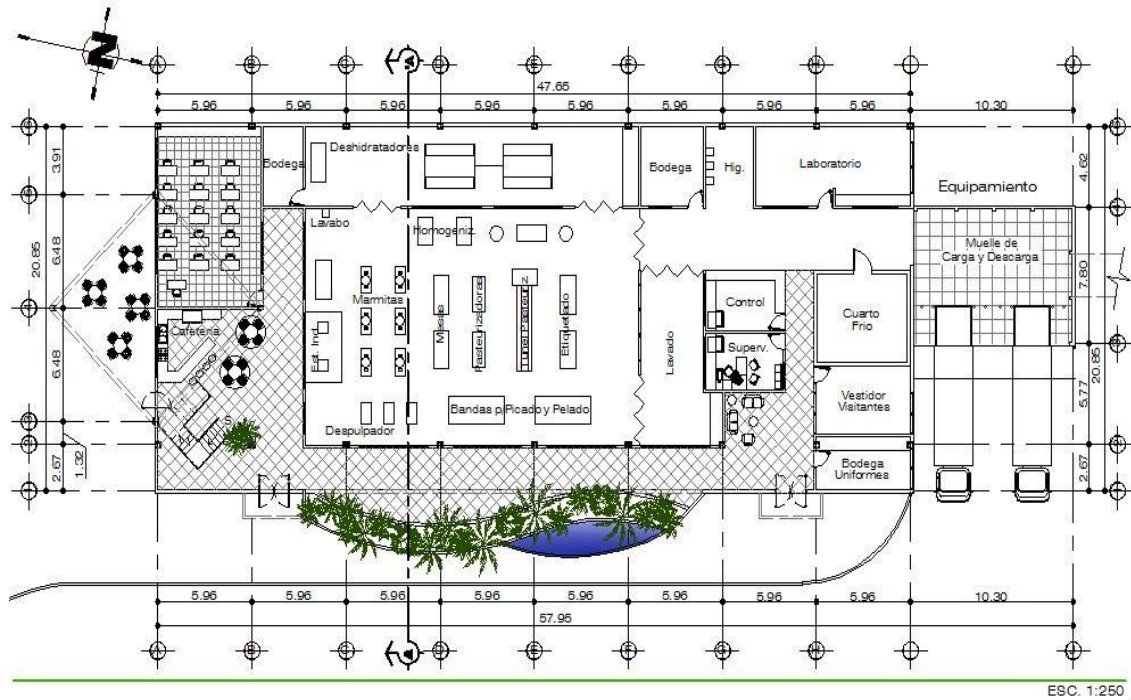 N
"A"
47.65
5.96 5.96 5.96 5.96 5.96 5.96 5.96 5.96 10.30
Bodega
Deshidratadores
Bodega
Hig.
Laboratorio
3.91
4.62
Equipamiento
Lavabo
Homogeniz.
Muelle de
Carga y Descarga
20.85
6.48
7.80
Marmitas
Mesas
Pasteurizadoras
Tunel Pasteuriz
Etiquetado
Control
Cuarto
Frio
Cafeteria
Est. Ind
Lavado
Superv.
6.48
20.85
5.77
Vestidor
Visitantes
Bandas p/Picado y Pelado
Despulpador
Bodega
Uniformes
2.67
1.32
2.67
5.96 5.96 5.96 5.96 5.96 5.96 5.96 5.96 10.30
57.95
"A"
ESC. 1:250